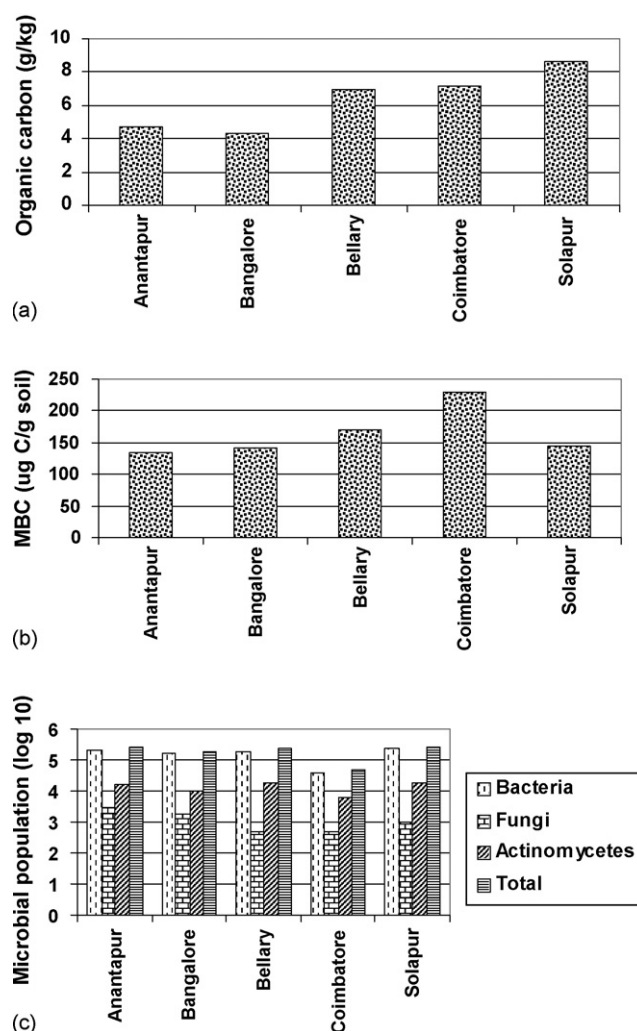 Organic carbon (g/kg)
10
8
6
4
2
0
Anantapur
Bangalore
Bellary
Coimbatore
Solapur
(a)
MBC (ug C/g soil)
250
200
150
100
50
0
Anantapur
Bangalore
Bellary
Coimbatore
Solapur
(b)
Microbial population (log 10)
6
5
4
3
2
1
0
Anantapur
Bangalore
Bellary
Coimbatore
Solapur
Bacteria
Fungi
Actinomycetes
Total
(c)